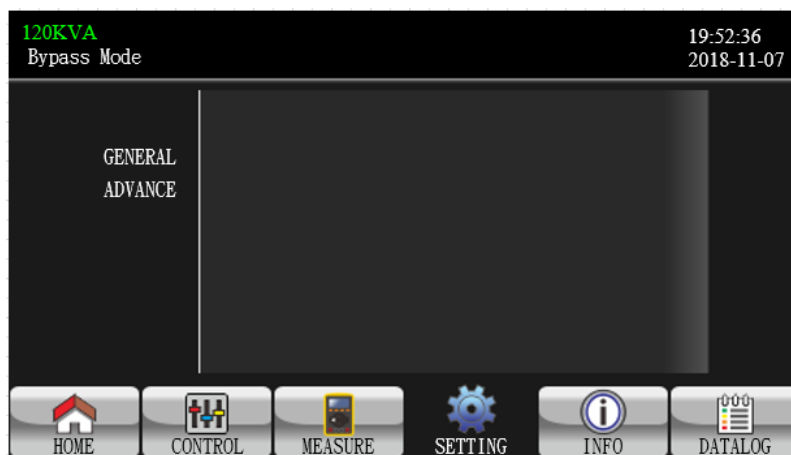 120KVA
Bypass Mode
19:52:36
2018-11-07
GENERAL
ADVANCE
HOME
CONTROL
MEASURE
SETTING
INFO
DATALOG